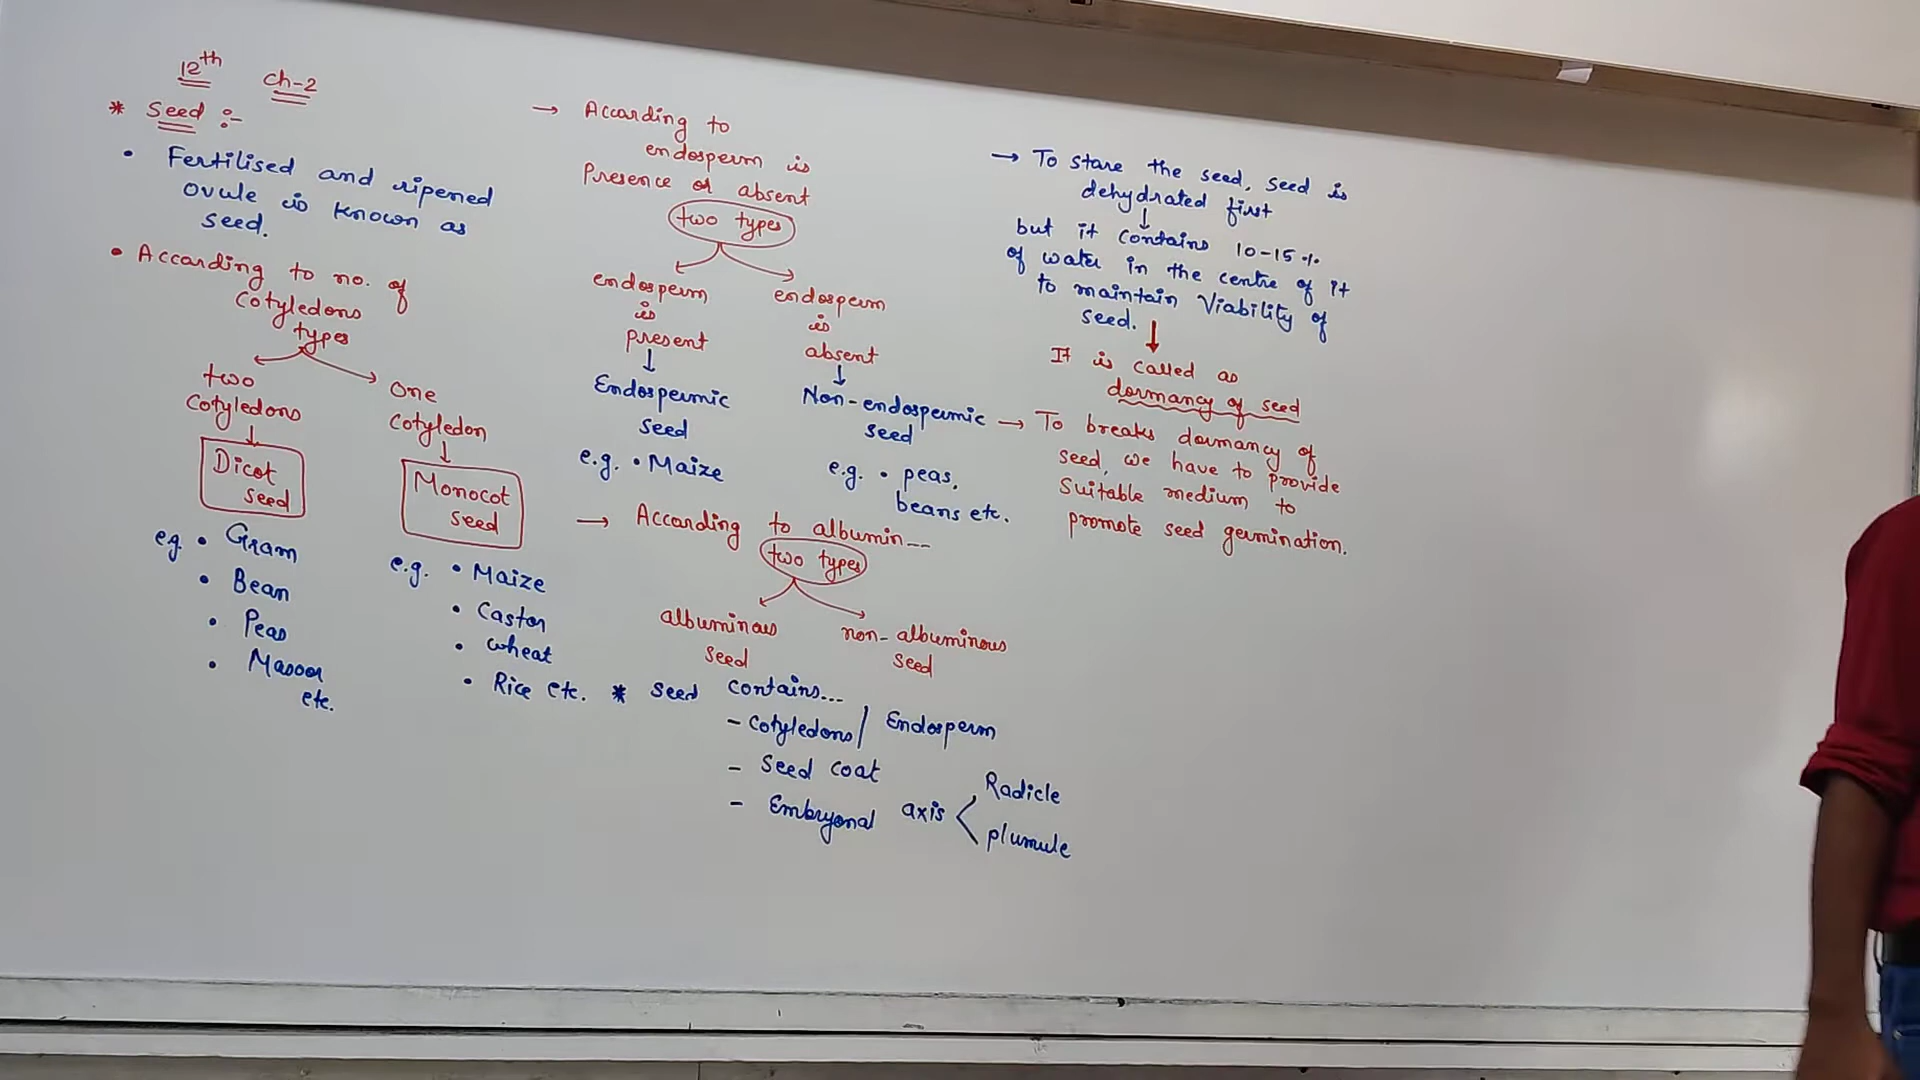 12th Ch-2
* Seed :-
• Fertilised and ripened
ovule is known as
seed.
• According to no. of
cotyledons
types
two
cotyledons
Dicot
seed
e.g. • Gram
• Bean
• Peas
• Masoor
etc.
one
cotyledon
Monocot
seed
e.g. • Maize
• Castor
• wheat
• Rice etc.
→ According to
endosperm is
Presence or absent
two types
endosperm
is
present
Endospermic
seed
e.g. • Maize
endosperm
is
absent
Non-endospermic
seed
e.g. • peas,
beans etc.
→ According to albumin--
two types
albuminous
seed
non-albuminous
seed
* Seed contains...
- Cotyledons / Endosperm
- Seed coat
- Embryonal axis < Radicle
plumule
→ To store the seed, seed is
dehydrated first
but it contains 10-15%
of water in the centre of it
to maintain Viability of
seed.
It is called as
dormancy of seed
→ To breaks dormancy of
seed, we have to provide
Suitable medium to
promote seed germination.